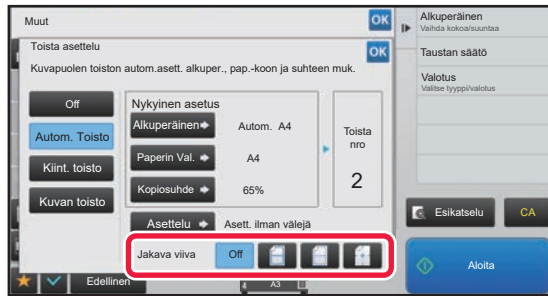 Muut
OK
Toista asettelu
OK
Kuvapuolen toiston autom.asett. alkuper., pap.-koon ja suhteen muk.
Off
Autom. Toisto
Kiint. toisto
Kuvan toisto
Nykyinen asetus
Alkuperäinen
Autom. A4
Paperin Val.
A4
Kopiosuhde
65%
Toista
nro
2
Asettelu
Asett. ilman välejä
Jakava viiva
Off
Edellinen
A3
Alkuperäinen
Vaihda kokoa/suuntaa
Taustan säätö
Valotus
Valitse tyyppi/valotus
Esikatselu
CA
Aloita